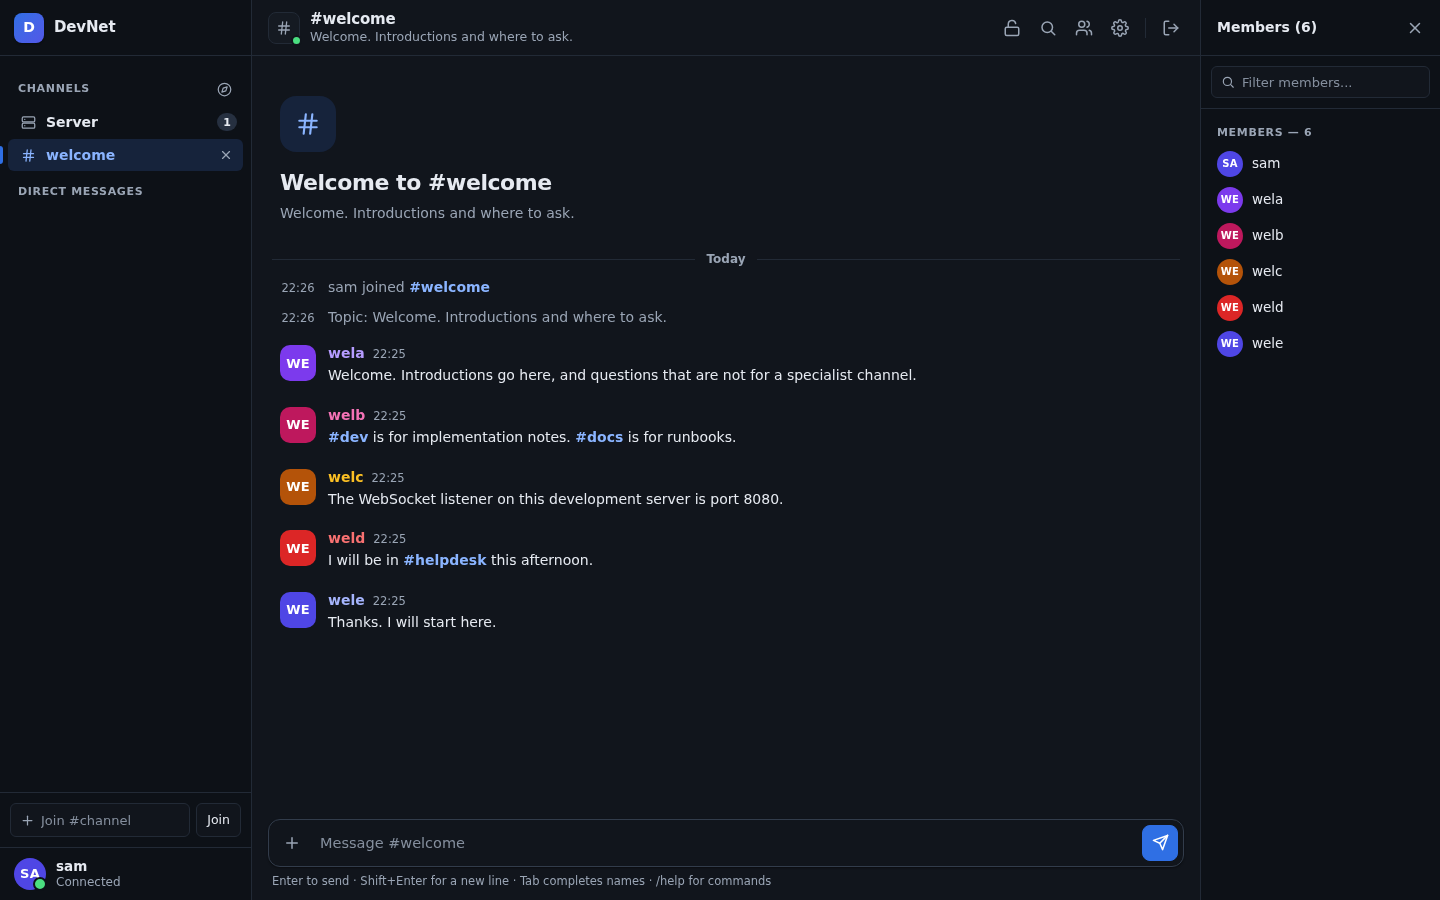 D DevNet
CHANNELS
Server 1
welcome
DIRECT MESSAGES
Join #channel Join
SA sam
Connected
#welcome
Welcome. Introductions and where to ask.
Welcome to #welcome
Welcome. Introductions and where to ask.
Today
22:26 sam joined #welcome
22:26 Topic: Welcome. Introductions and where to ask.
WE wela 22:25
Welcome. Introductions go here, and questions that are not for a specialist channel.
WE welb 22:25
#dev is for implementation notes. #docs is for runbooks.
WE welc 22:25
The WebSocket listener on this development server is port 8080.
WE weld 22:25
I will be in #helpdesk this afternoon.
WE wele 22:25
Thanks. I will start here.
Message #welcome
Enter to send · Shift+Enter for a new line · Tab completes names · /help for commands
Members (6)
Filter members...
MEMBERS — 6
SA sam
WE wela
WE welb
WE welc
WE weld
WE wele